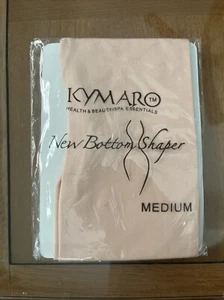 KYMARO™
HEALTH & BEAUTY/SPA ESSENTIALS
New Bottom Shaper
MEDIUM